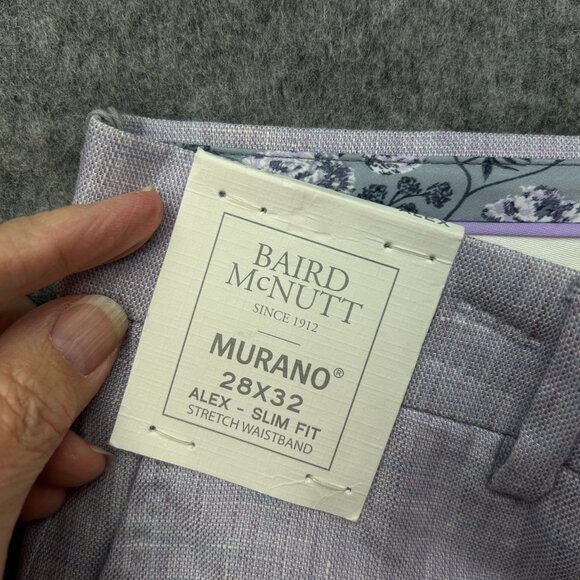 BAIRD
McNUTT
SINCE 1912
MURANO®
28X32
ALEX - SLIM FIT
STRETCH WAISTBAND